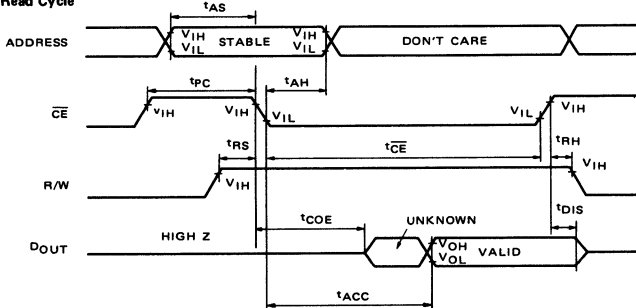 Read Cycle
tAS
ADDRESS
VIH
VIL
STABLE
VIH
VIL
DON'T CARE
tPC
tAH
CE
VIH
VIH
VIL
VIL
VIH
tRS
tCE
tRH
R/W
VIH
VIH
tCOE
UNKNOWN
tDIS
DOUT
HIGH Z
VOH
VOL
VALID
tACC